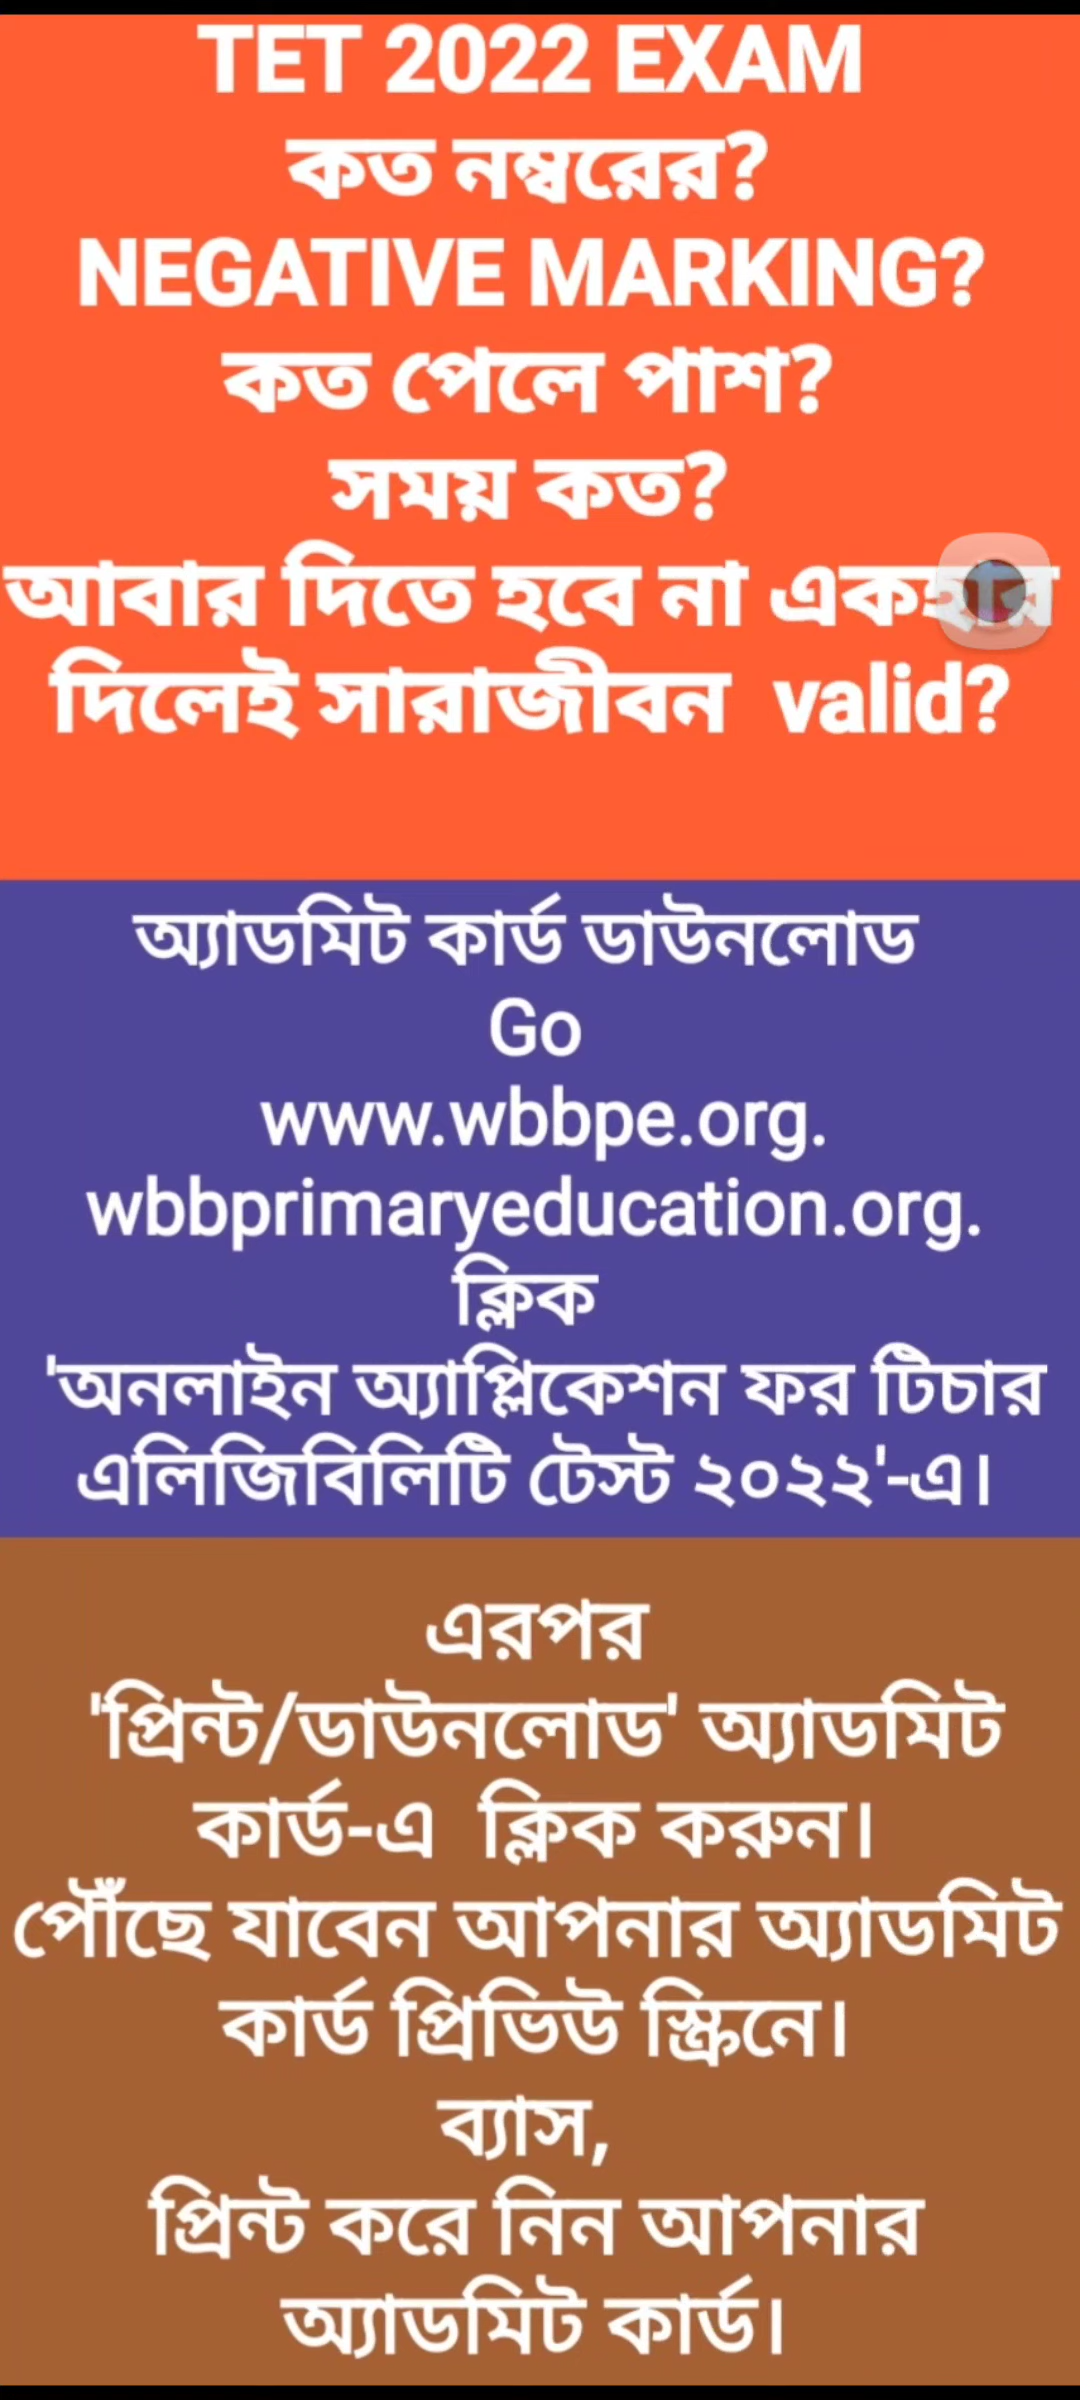 TET 2022 EXAM
কত নম্বরের?
NEGATIVE MARKING?
কত পেলে পাশ?
সময় কত?
আবার দিতে হবে না
দিলেই সারাজীবন valid?
অ্যাডমিট কার্ড ডাউনলোড
Go
www.wbbpe.org.
wbbprimaryeducation.org.
ক্লিক
'অনলাইন অ্যাপ্লিকেশন ফর টিচার
এলিজিবিলিটি টেস্ট ২০২২'-এ।
এরপর
'প্রিন্ট/ডাউনলোড' অ্যাডমিট
কার্ড-এ ক্লিক করুন।
পৌঁছে যাবেন আপনার অ্যাডমিট
কার্ড প্রিভিউ স্ক্রিনে।
ব্যাস,
প্রিন্ট করে নিন আপনার
অ্যাডমিট কার্ড।